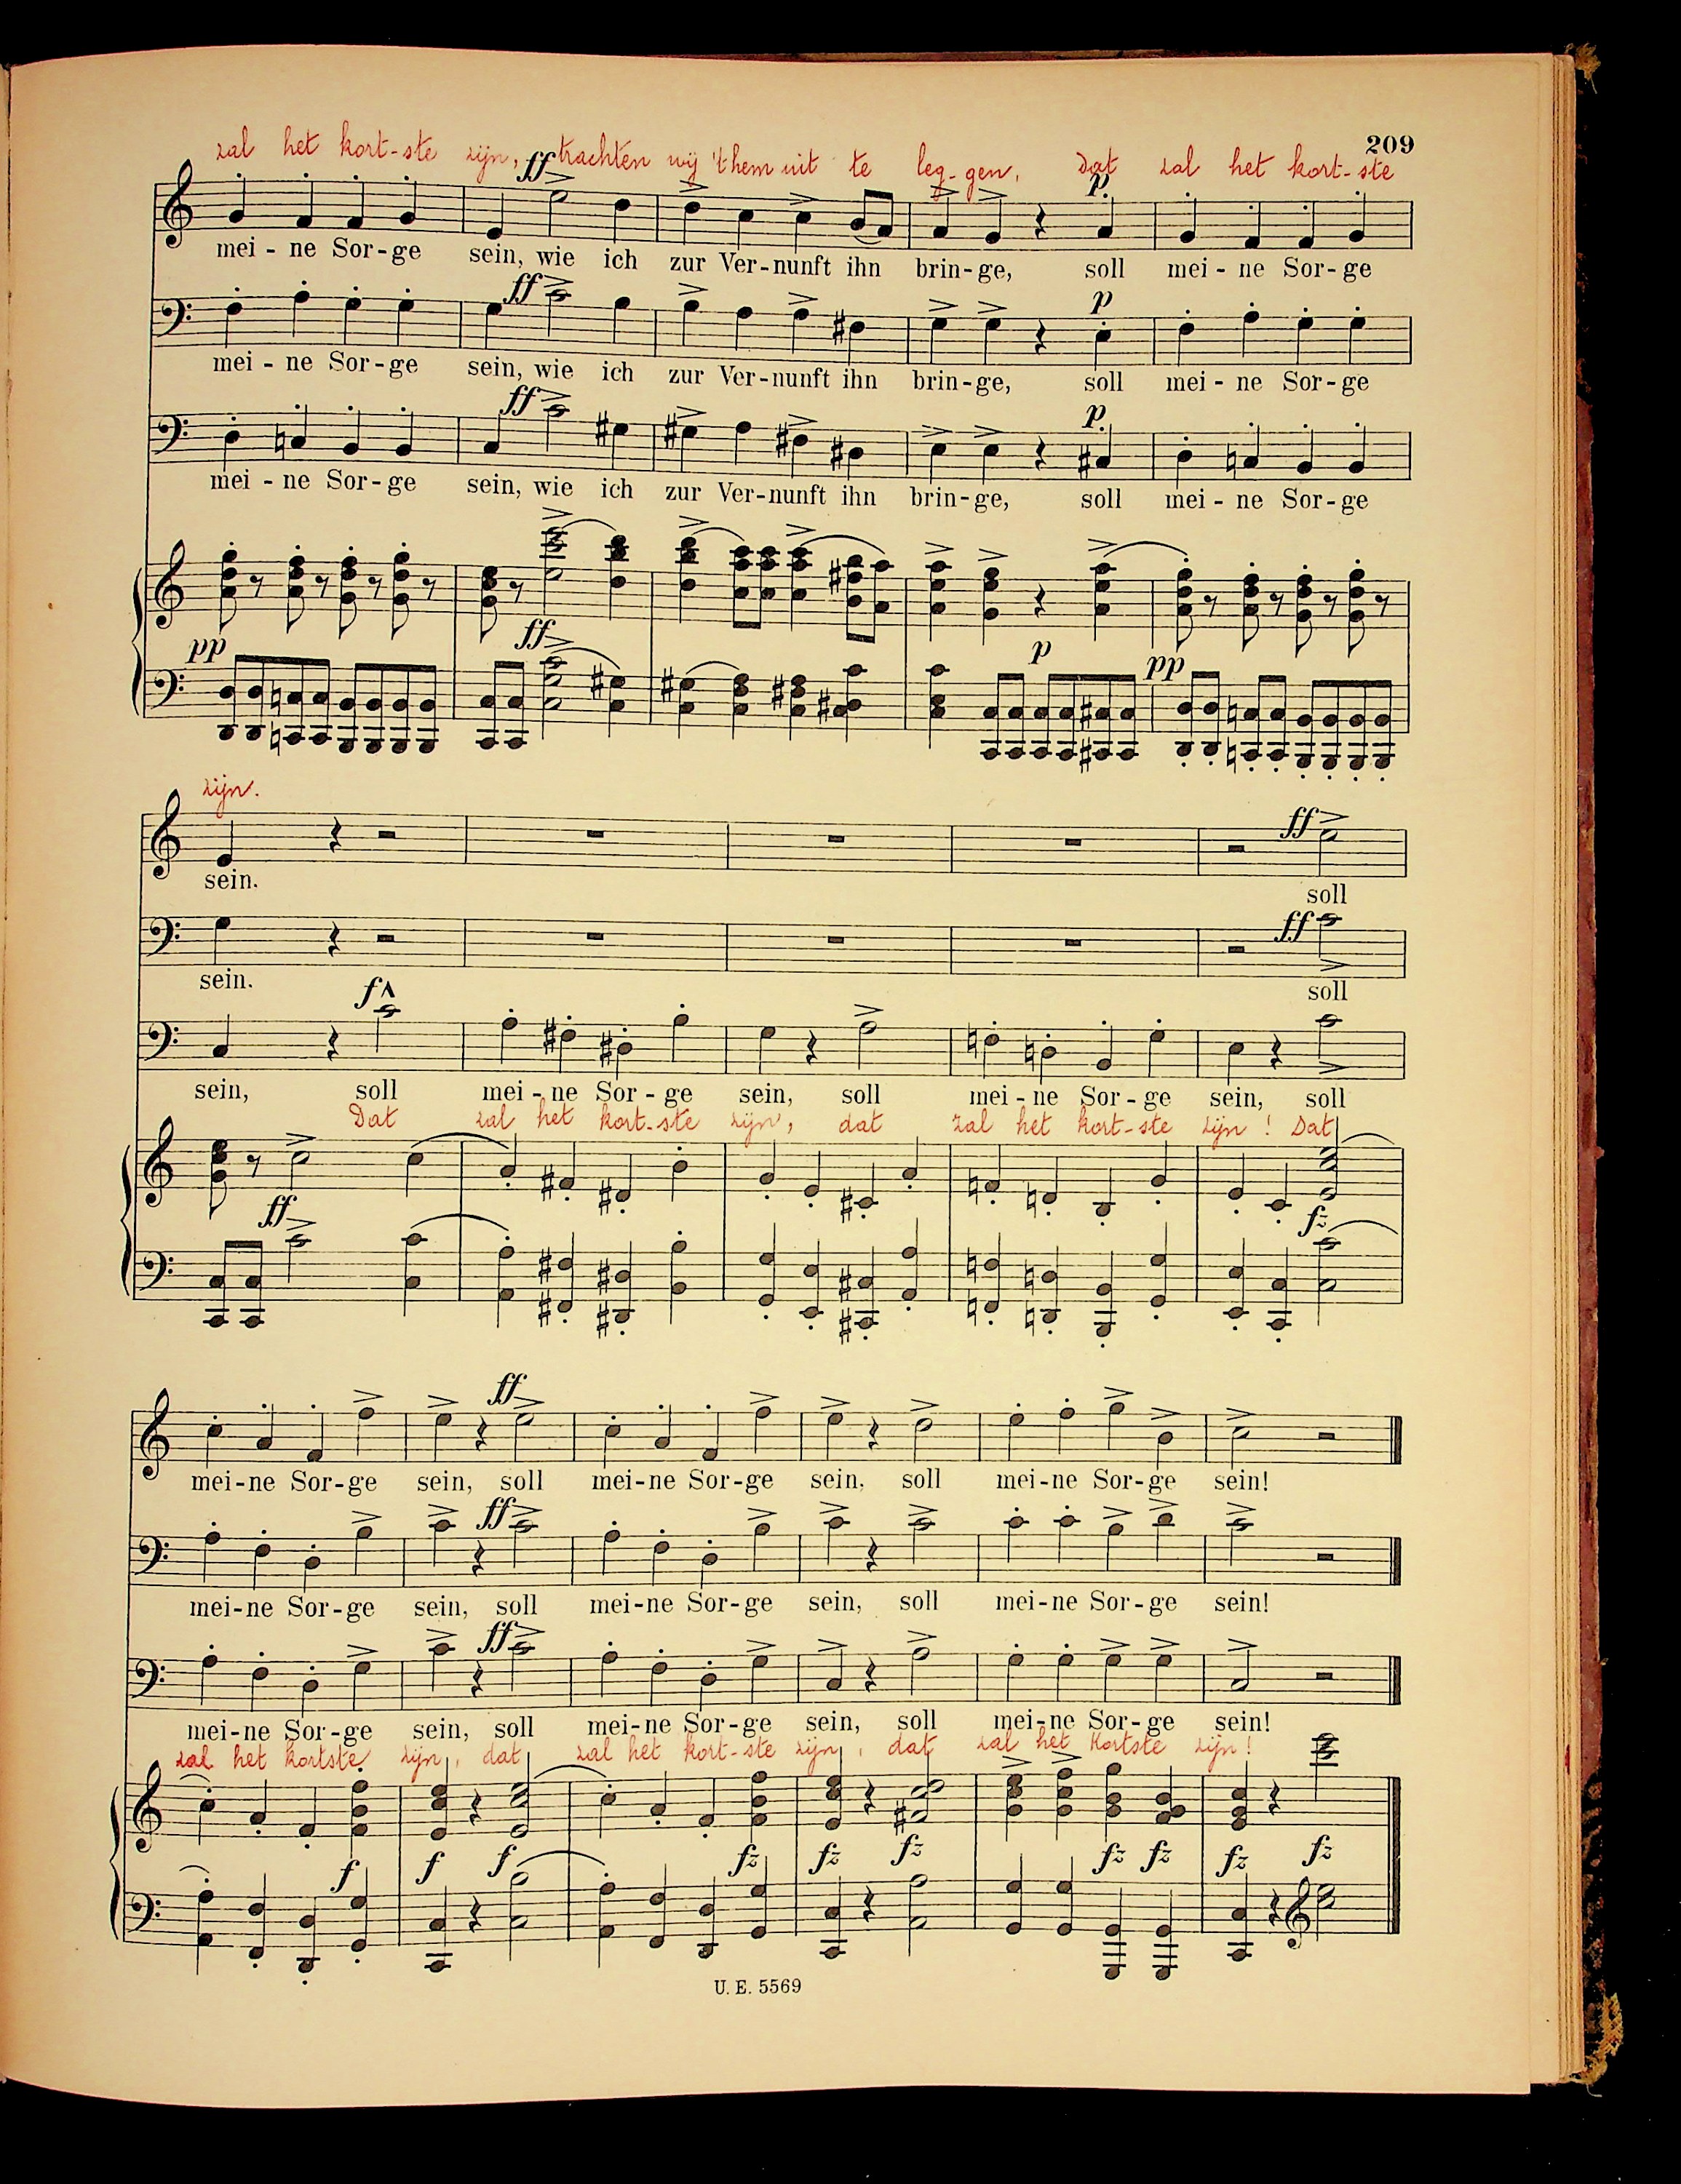 209
zal het kort-ste zijn, trachten wij 't hem uit te leg-gen, Dat zal het kort-ste
ff p
mei - ne Sor - ge sein, wie ich zur Ver - nunft ihn brin - ge, soll mei - ne Sor - ge
ff p
mei - ne Sor - ge sein, wie ich zur Ver - nunft ihn brin - ge, soll mei - ne Sor - ge
ff p
mei - ne Sor - ge sein, wie ich zur Ver - nunft ihn brin - ge, soll mei - ne Sor - ge
pp ff p pp
zijn.
ff
sein. soll
ff
sein. soll
f
sein, soll mei - ne Sor - ge sein, soll mei - ne Sor - ge sein, soll
Dat zal het kort-ste zijn, dat zal het kort-ste zijn! Dat
ff fz
ff
mei - ne Sor - ge sein, soll mei - ne Sor - ge sein, soll mei - ne Sor - ge sein!
ff
mei - ne Sor - ge sein, soll mei - ne Sor - ge sein, soll mei - ne Sor - ge sein!
ff
mei - ne Sor - ge sein, soll mei - ne Sor - ge sein, soll mei - ne Sor - ge sein!
zal het kortste zijn, dat zal het kort-ste zijn, dat zal het kortste zijn!
f f f fz fz fz fz fz fz fz
U. E. 5569